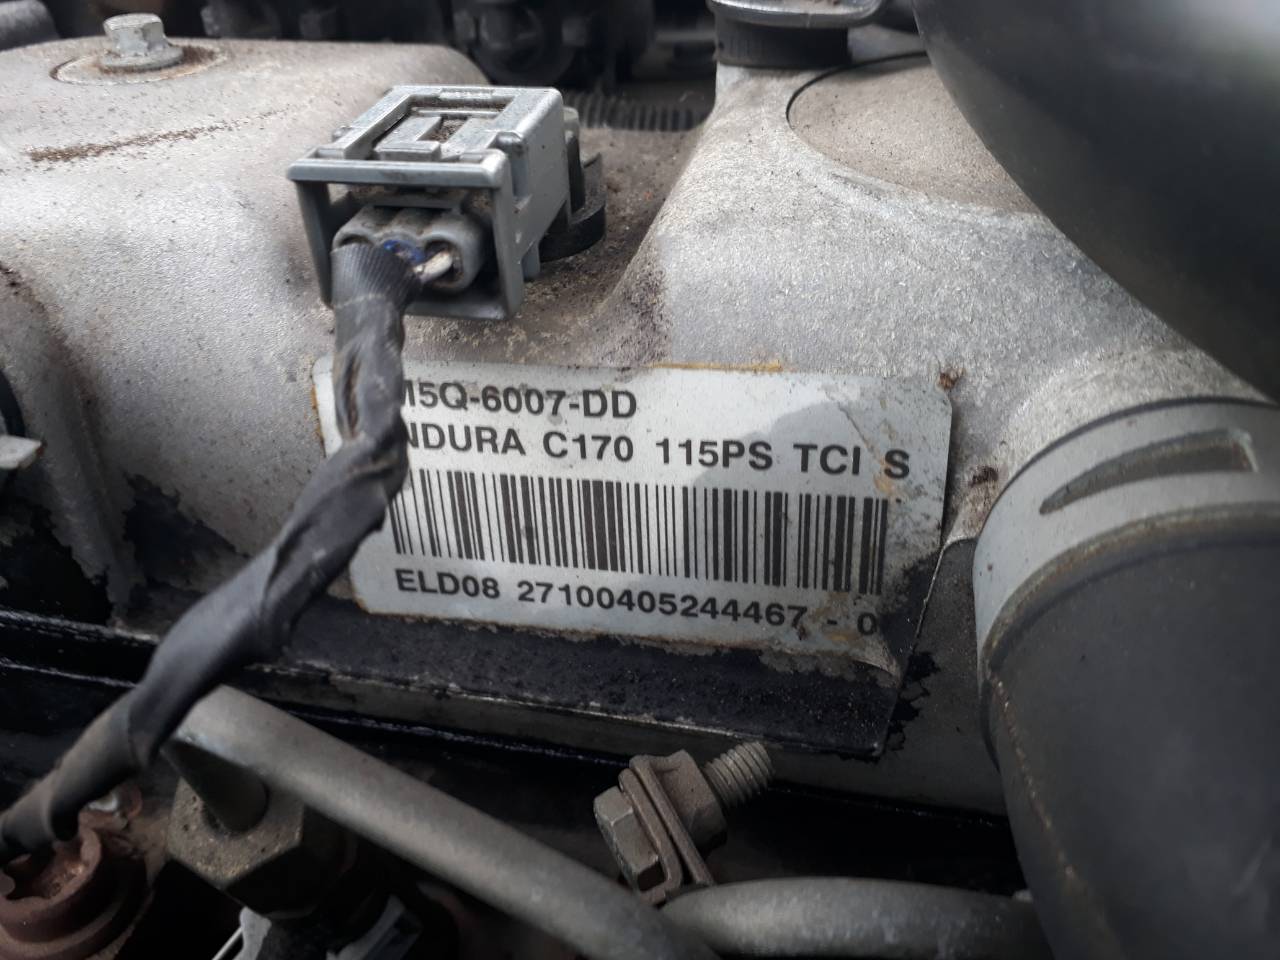 M5Q-6007-DD
NDURA C170 115PS TCI S
ELD08 27100405244467 - 0